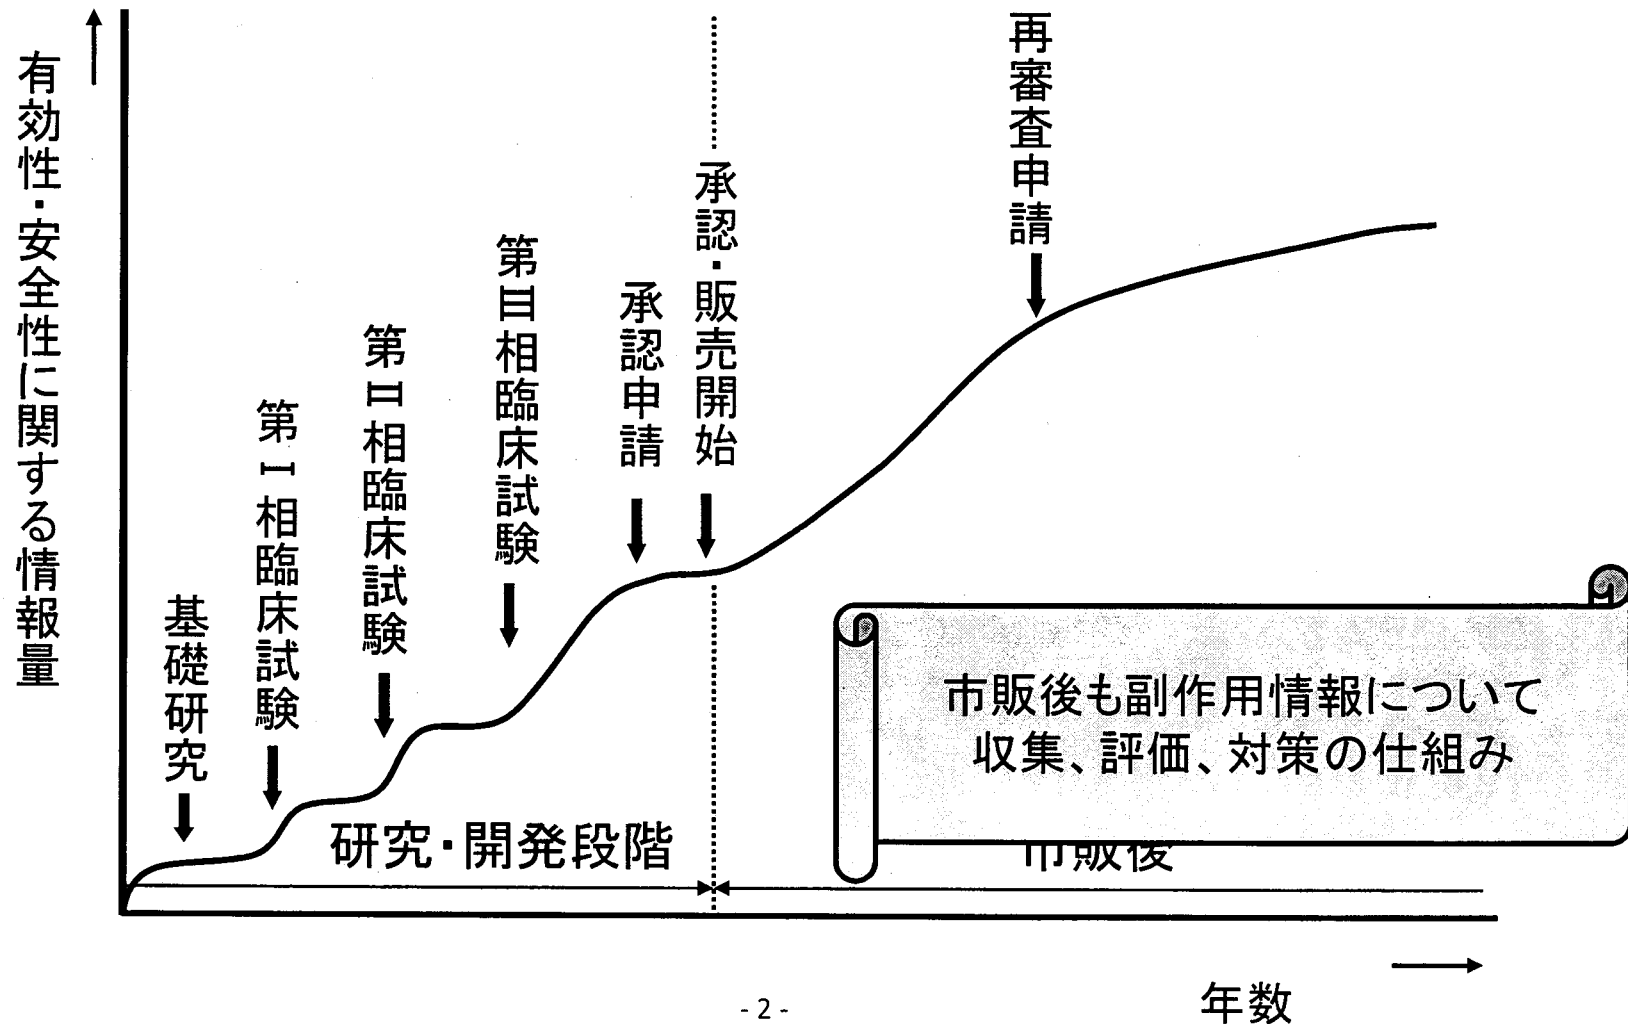 有効性・安全性に関する情報量
基礎研究
第Ⅰ相臨床試験
第Ⅱ相臨床試験
第Ⅲ相臨床試験
承認申請
承認・販売開始
再審査申請
市販後も副作用情報について
収集、評価、対策の仕組み
研究・開発段階
市販後
年数
- 2 -